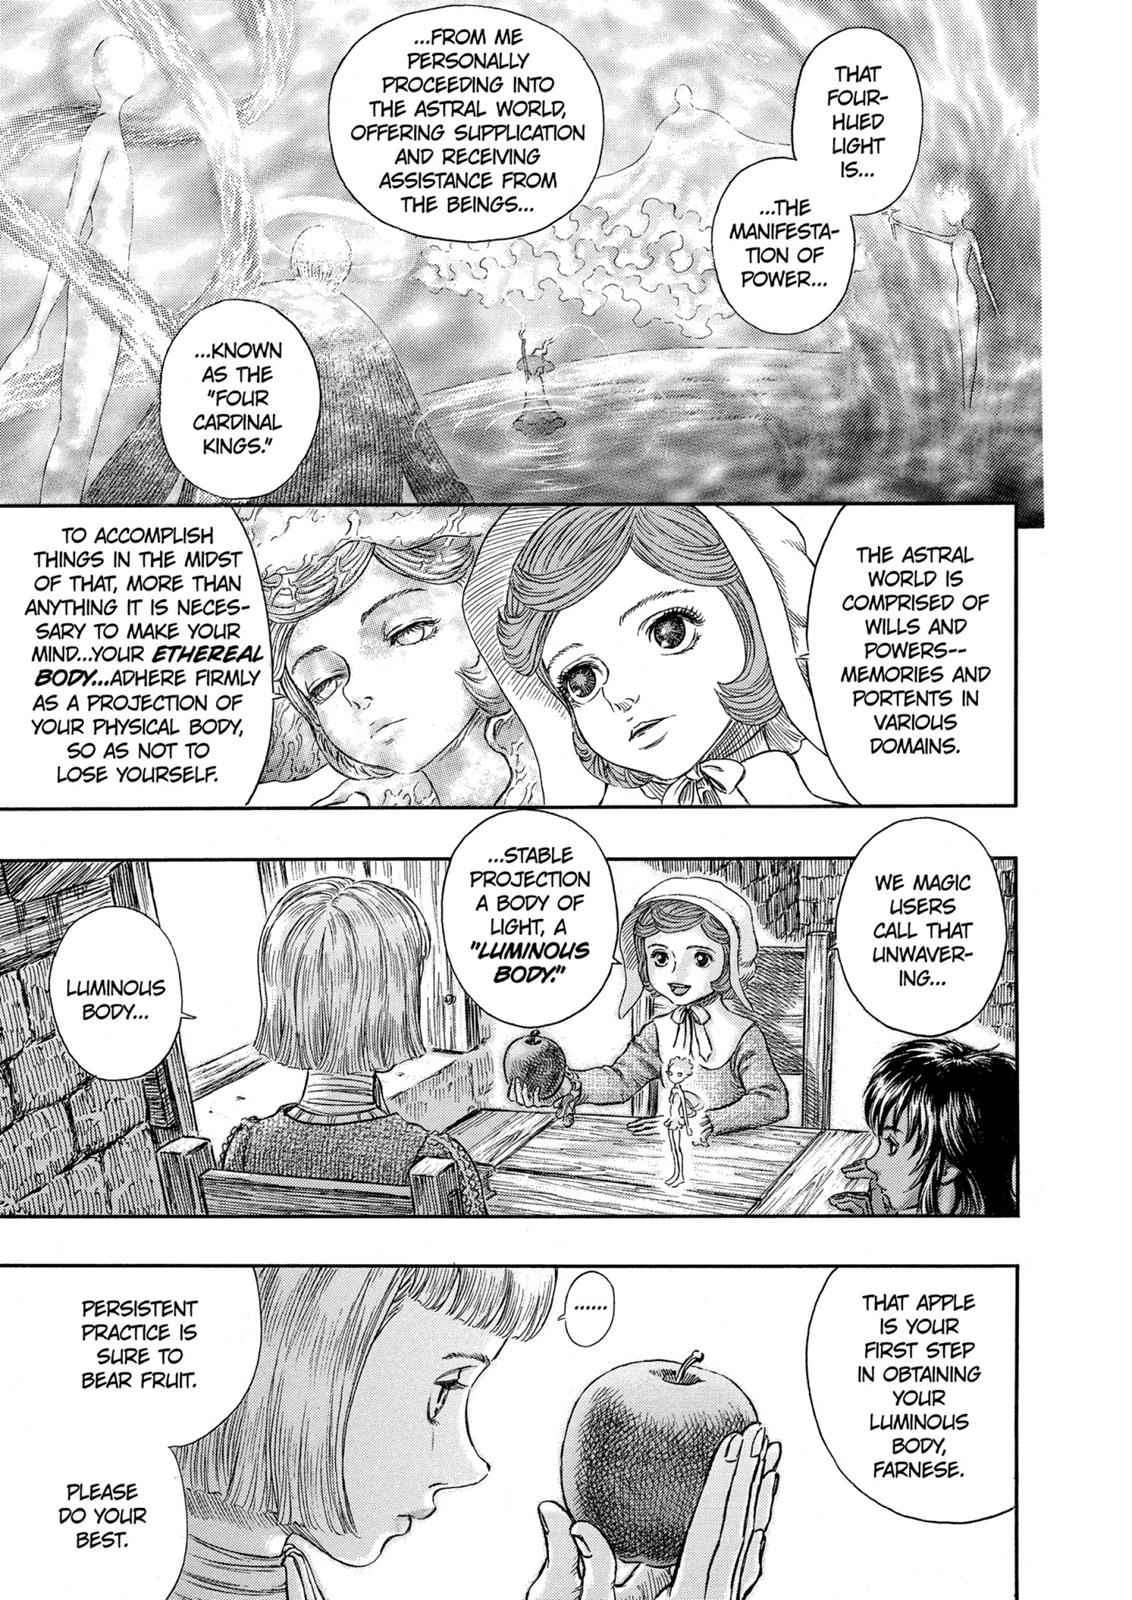 THAT
FOUR-
HUED
LIGHT
IS...
...THE
MANIFESTA-
TION OF
POWER...
...FROM ME
PERSONALLY
PROCEEDING INTO
THE ASTRAL WORLD,
OFFERING SUPPLICATION
AND RECEIVING
ASSISTANCE FROM
THE BEINGS...
...KNOWN
AS THE
"FOUR
CARDINAL
KINGS."
THE ASTRAL
WORLD IS
COMPRISED OF
WILLS AND
POWERS--
MEMORIES AND
PORTENTS IN
VARIOUS
DOMAINS.
TO ACCOMPLISH
THINGS IN THE MIDST
OF THAT, MORE THAN
ANYTHING IT IS NECES-
SARY TO MAKE YOUR
MIND...YOUR ETHEREAL
BODY...ADHERE FIRMLY
AS A PROJECTION OF
YOUR PHYSICAL BODY,
SO AS NOT TO
LOSE YOURSELF.
WE MAGIC
USERS
CALL THAT
UNWAVER-
ING...
...STABLE
PROJECTION
A BODY OF
LIGHT, A
"LUMINOUS
BODY."
LUMINOUS
BODY...
THAT APPLE
IS YOUR
FIRST STEP
IN OBTAINING
YOUR
LUMINOUS
BODY,
FARNESE.
......
PERSISTENT
PRACTICE IS
SURE TO
BEAR FRUIT.
PLEASE
DO YOUR
BEST.